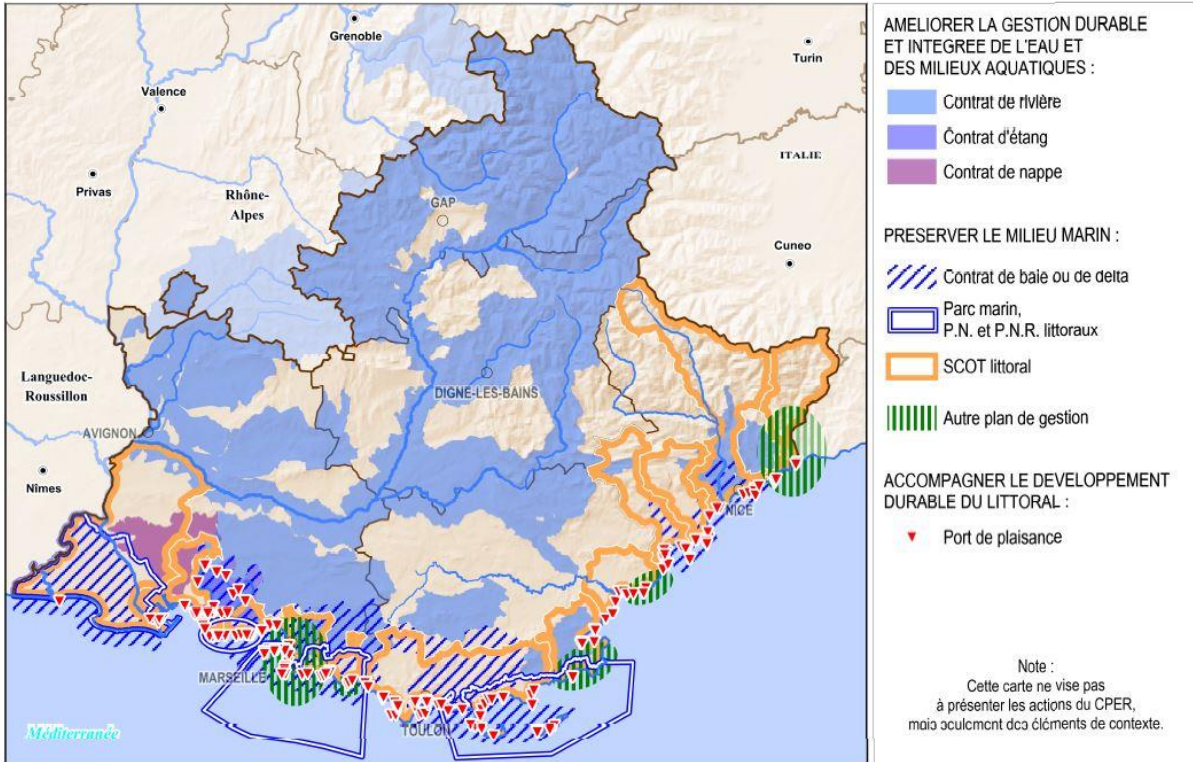 Grenoble
Turin
Valence
ITALIE
Privas
Rhône-
Alpes
GAP
Cuneo
Languedoc-
Roussillon
DIGNE-LES-BAINS
AVIGNON
Nîmes
NICE
MARSEILLE
TOULON
Méditerranée
AMELIORER LA GESTION DURABLE
ET INTEGREE DE L'EAU ET
DES MILIEUX AQUATIQUES :
Contrat de rivière
Contrat d'étang
Contrat de nappe
PRESERVER LE MILIEU MARIN :
Contrat de baie ou de delta
Parc marin,
P.N. et P.N.R. littoraux
SCOT littoral
Autre plan de gestion
ACCOMPAGNER LE DEVELOPPEMENT
DURABLE DU LITTORAL :
Port de plaisance
Note :
Cette carte ne vise pas
à présenter les actions du CPER,
mais seulement des éléments de contexte.